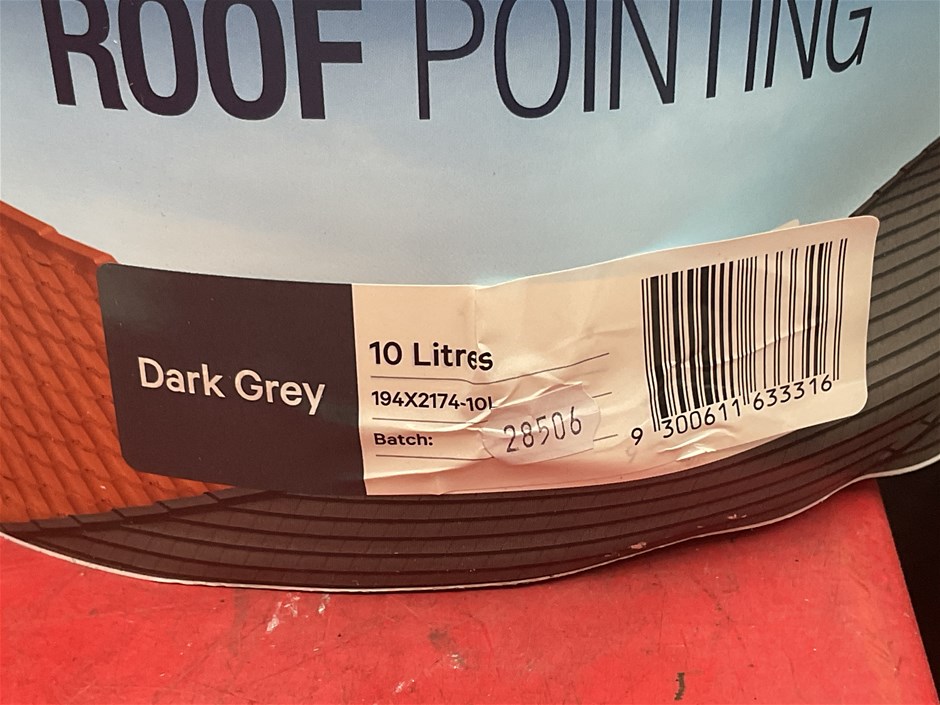 ROOF POINTING
Dark Grey
10 Litres
194X2174-10L
Batch:
28506
9 300611 633316